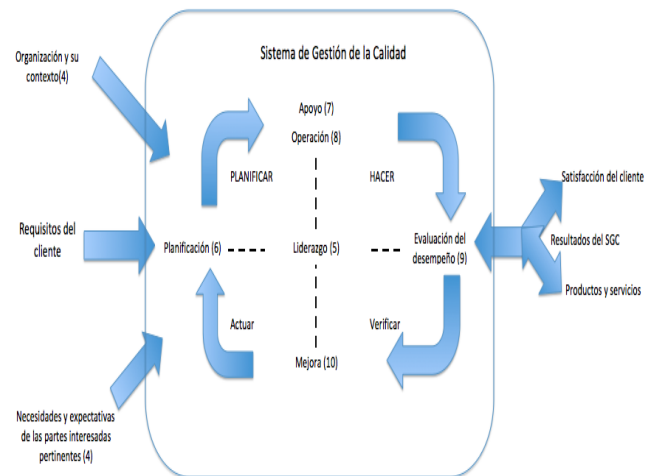 Organización y su
contexto(4)
Sistema de Gestión de la Calidad
Apoyo (7)
Operación (8)
PLANIFICAR
HACER
Satisfacción del cliente
Requisitos del
cliente
Planificación (6)
Liderazgo (5)
Evaluación del
desempeño (9)
Resultados del SGC
Productos y servicios
Actuar
Verificar
Mejora (10)
Necesidades y expectativas
de las partes interesadas
pertinentes (4)